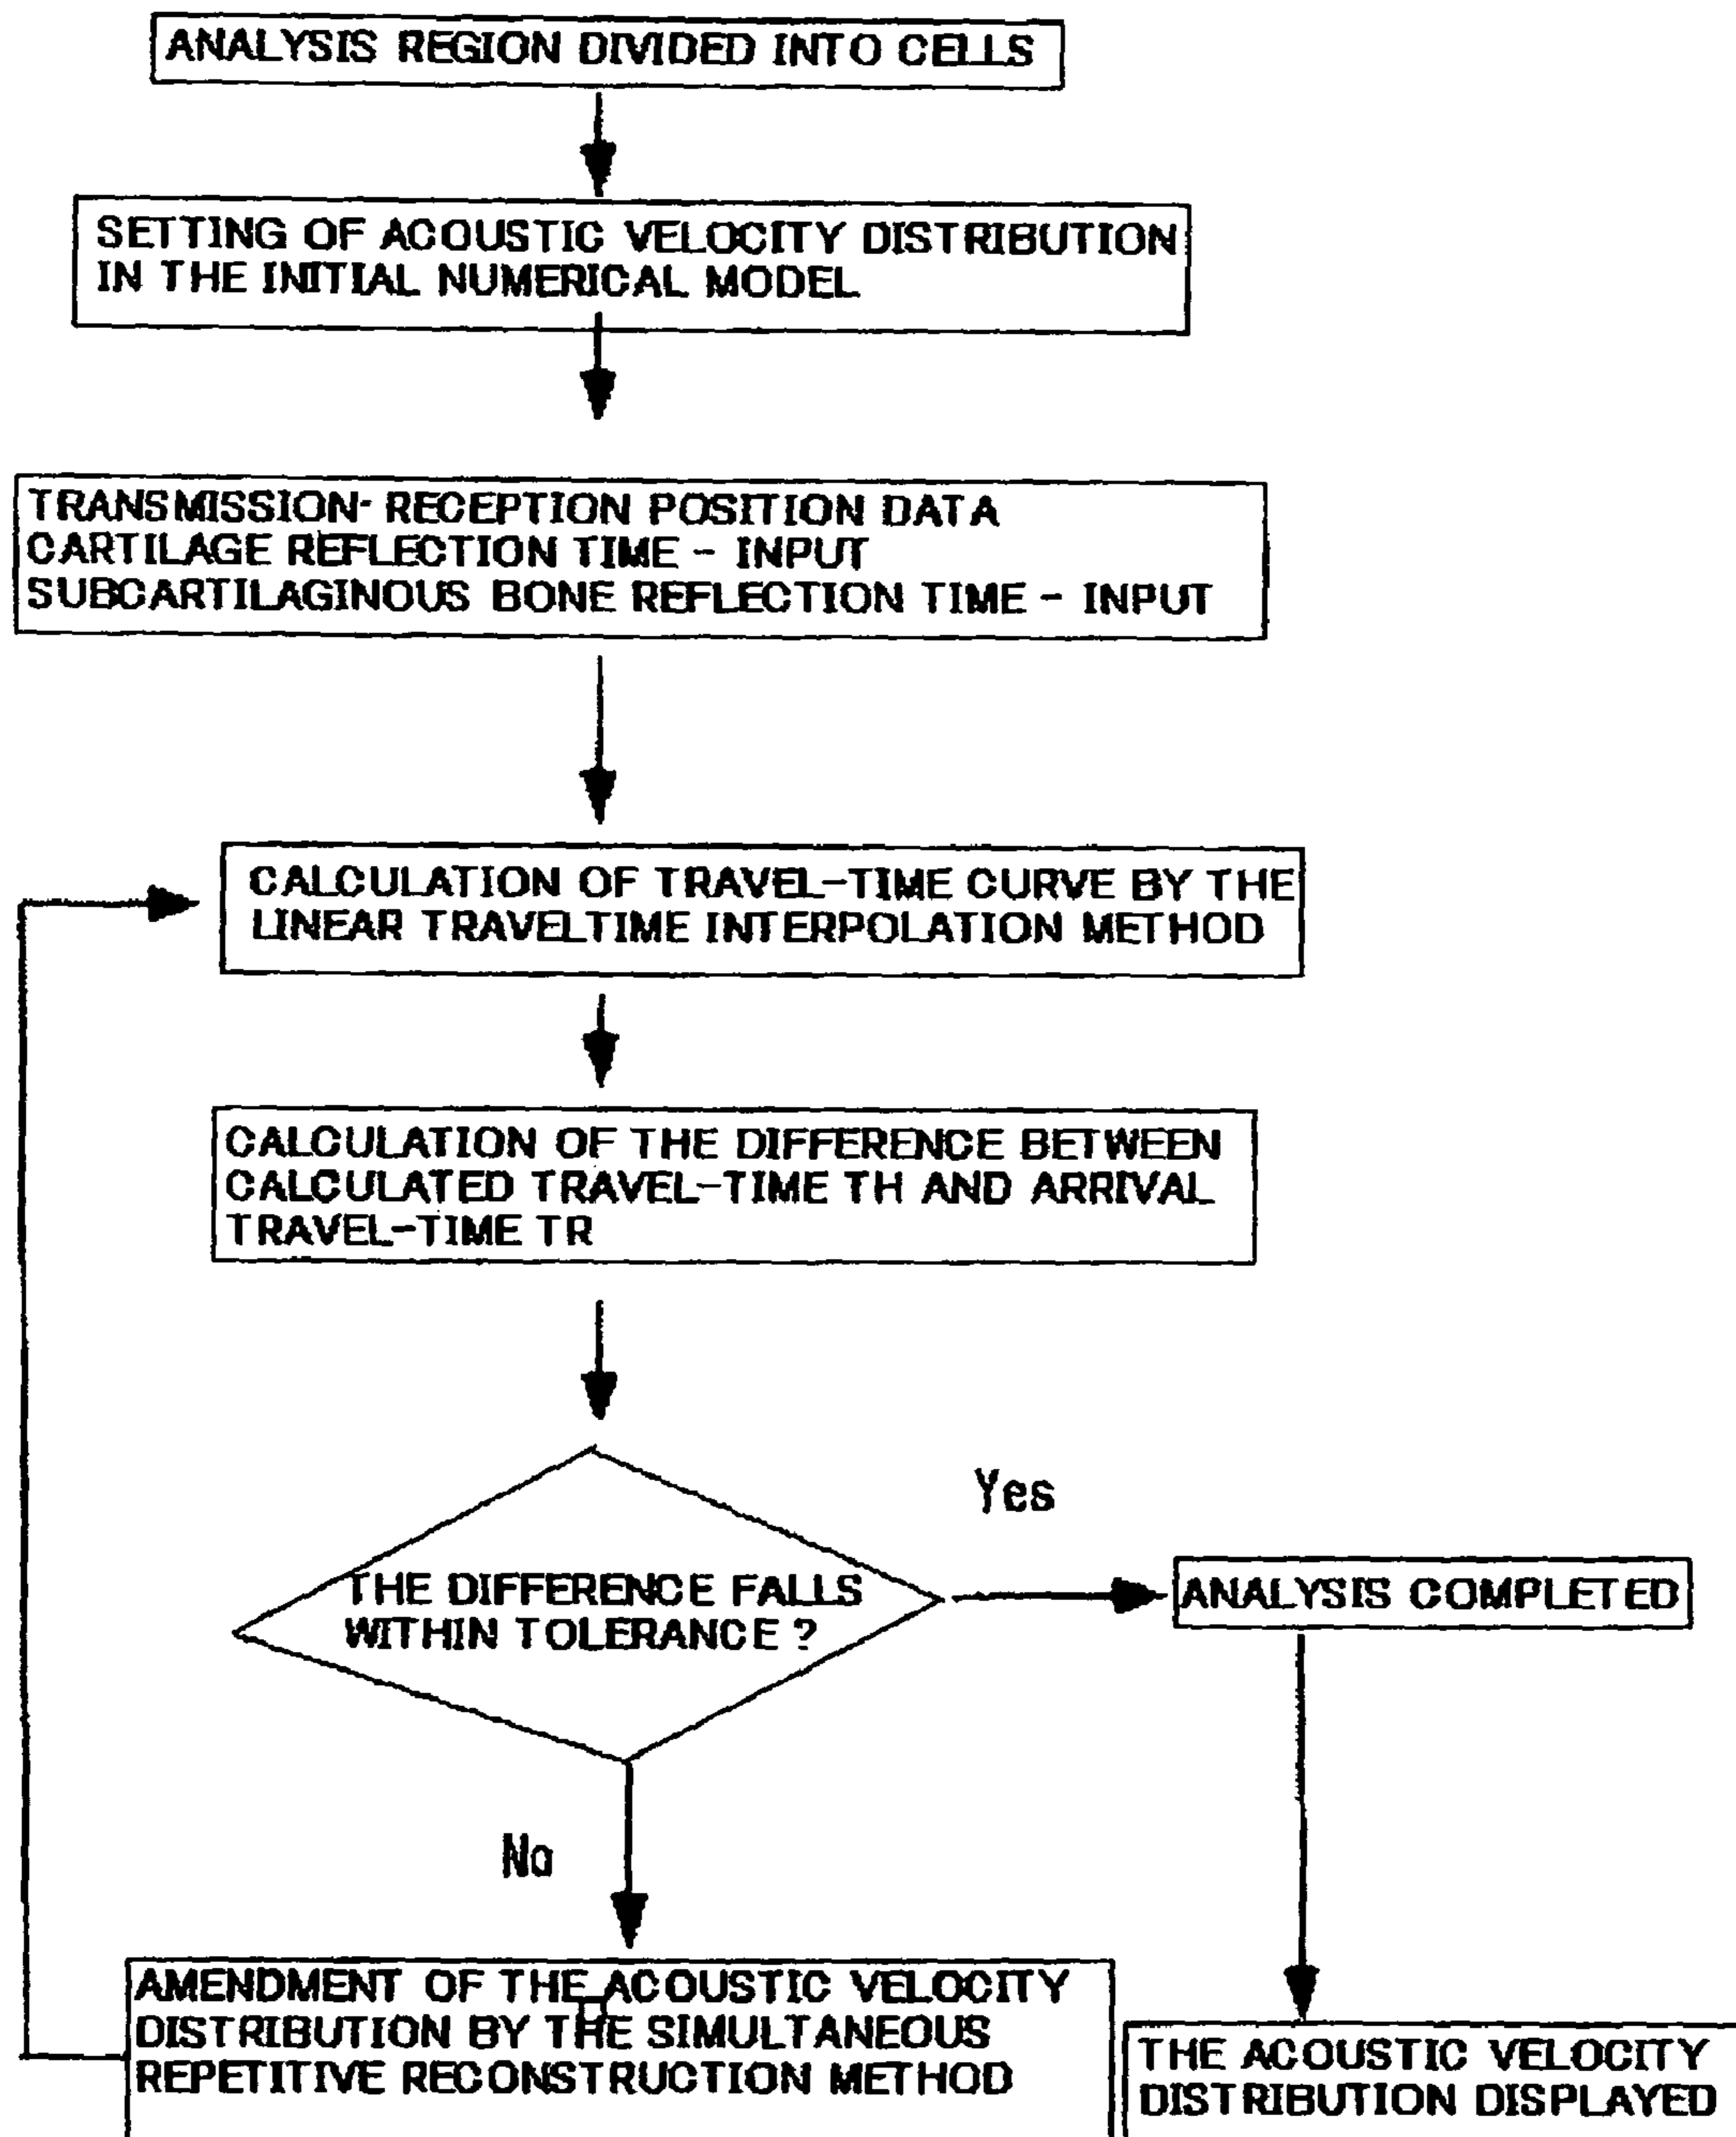 ANALYSIS REGION DIVIDED INTO CELLS
SETTING OF ACOUSTIC VELOCITY DISTRIBUTION
IN THE INITIAL NUMERICAL MODEL
TRANSMISSION- RECEPTION POSITION DATA
CARTILAGE REFLECTION TIME - INPUT
SUBCARTILAGINOUS BONE REFLECTION TIME - INPUT
CALCULATION OF TRAVEL-TIME CURVE BY THE
LINEAR TRAVELTIME INTERPOLATION METHOD
CALCULATION OF THE DIFFERENCE BETWEEN
CALCULATED TRAVEL-TIME TH AND ARRIVAL
TRAVEL-TIME TR
Yes
THE DIFFERENCE FALLS
WITHIN TOLERANCE ?
ANALYSIS COMPLETED
No
AMENDMENT OF THE ACOUSTIC VELOCITY
DISTRIBUTION BY THE SIMULTANEOUS
REPETITIVE RECONSTRUCTION METHOD
THE ACOUSTIC VELOCITY
DISTRIBUTION DISPLAYED